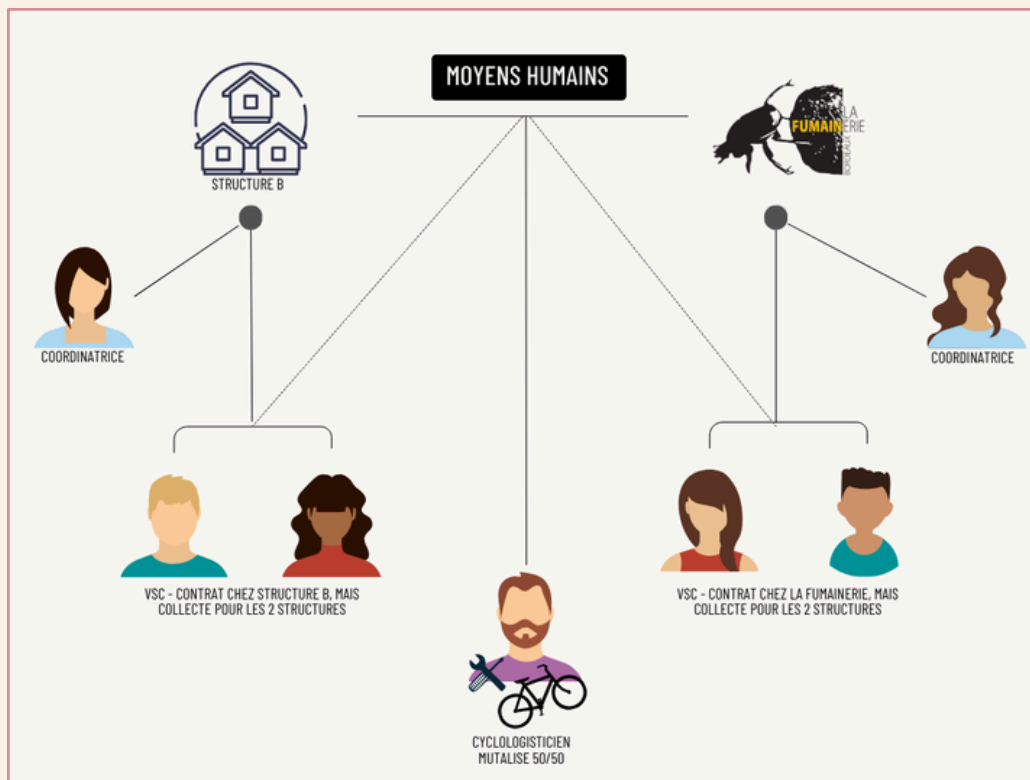 MOYENS HUMAINS
STRUCTURE B
LA
FUMAINERIE
BORDEAUX
COORDINATRICE
COORDINATRICE
VSC - CONTRAT CHEZ STRUCTURE B, MAIS
COLLECTE POUR LES 2 STRUCTURES
VSC - CONTRAT CHEZ LA FUMAINERIE, MAIS
COLLECTE POUR LES 2 STRUCTURES
CYCLOLOGISTICIEN
MUTALISE 50/50